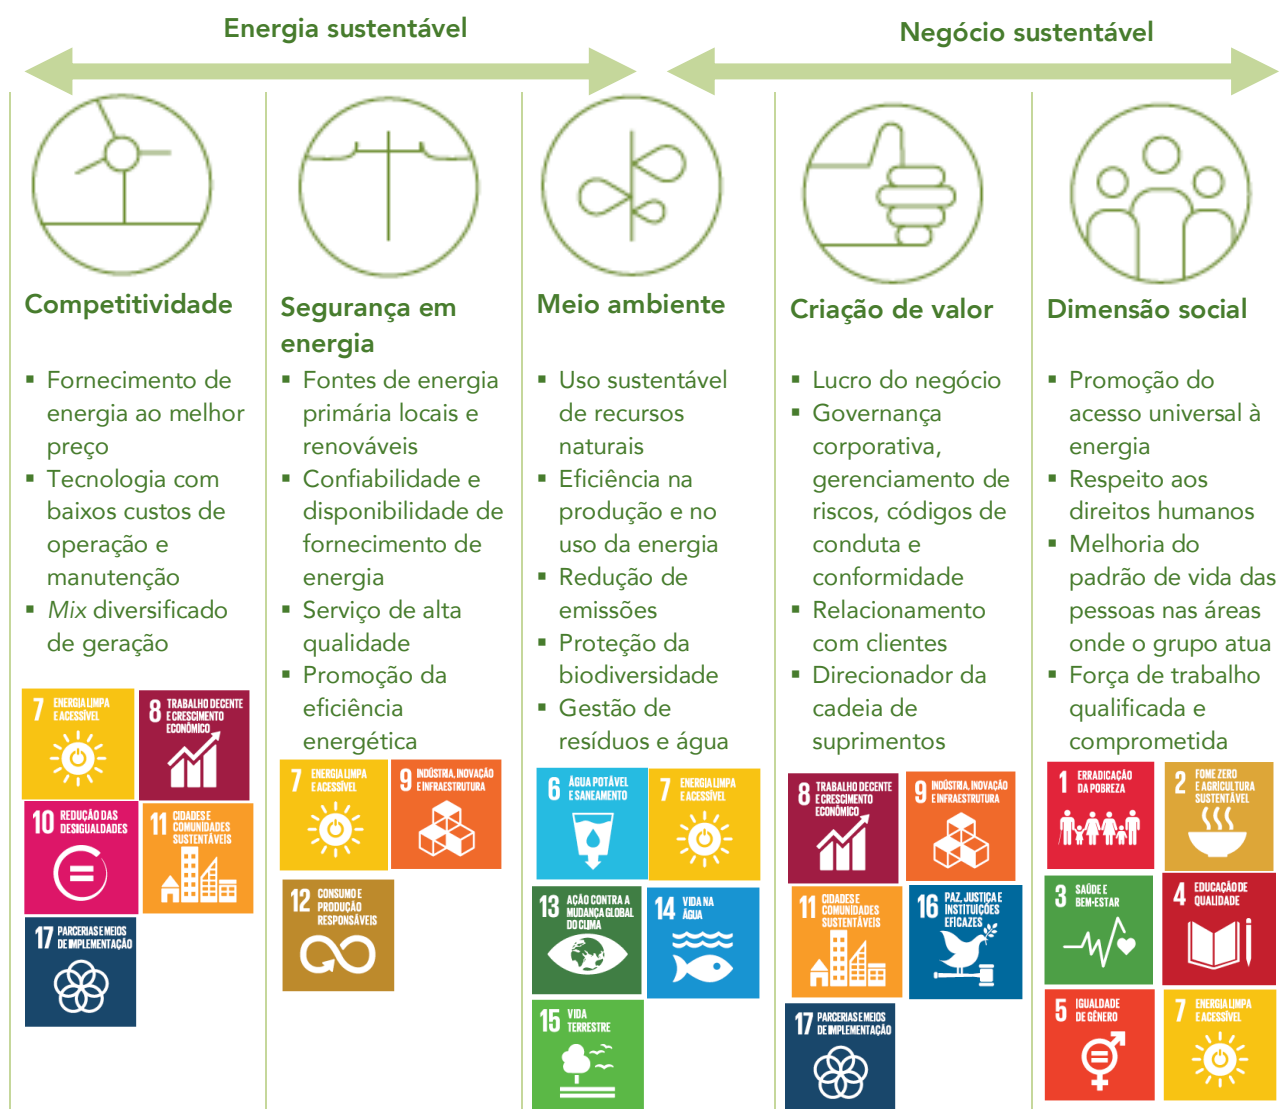 Energia sustentável
Negócio sustentável
Competitividade
▪ Fornecimento de
energia ao melhor
preço
▪ Tecnologia com
baixos custos de
operação e
manutenção
▪ Mix diversificado
de geração
7 ENERGIA LIMPA
E ACESSÍVEL
8 TRABALHO DECENTE
E CRESCIMENTO
ECONÔMICO
10 REDUÇÃO DAS
DESIGUALDADES
11 CIDADES E
COMUNIDADES
SUSTENTÁVEIS
17 PARCERIAS E MEIOS
DE IMPLEMENTAÇÃO
Segurança em
energia
▪ Fontes de energia
primária locais e
renováveis
▪ Confiabilidade e
disponibilidade de
fornecimento de
energia
▪ Serviço de alta
qualidade
▪ Promoção da
eficiência
energética
7 ENERGIA LIMPA
E ACESSÍVEL
9 INDÚSTRIA, INOVAÇÃO
E INFRAESTRUTURA
12 CONSUMO E
PRODUÇÃO
RESPONSÁVEIS
Meio ambiente
▪ Uso sustentável
de recursos
naturais
▪ Eficiência na
produção e no
uso da energia
▪ Redução de
emissões
▪ Proteção da
biodiversidade
▪ Gestão de
resíduos e água
6 ÁGUA POTÁVEL
E SANEAMENTO
7 ENERGIA LIMPA
E ACESSÍVEL
13 AÇÃO CONTRA A
MUDANÇA GLOBAL
DO CLIMA
14 VIDA NA
ÁGUA
15 VIDA
TERRESTRE
Criação de valor
▪ Lucro do negócio
▪ Governança
corporativa,
gerenciamento de
riscos, códigos de
conduta e
conformidade
▪ Relacionamento
com clientes
▪ Direcionador da
cadeia de
suprimentos
8 TRABALHO DECENTE
E CRESCIMENTO
ECONÔMICO
9 INDÚSTRIA, INOVAÇÃO
E INFRAESTRUTURA
11 CIDADES E
COMUNIDADES
SUSTENTÁVEIS
16 PAZ, JUSTIÇA E
INSTITUIÇÕES
EFICAZES
17 PARCERIAS E MEIOS
DE IMPLEMENTAÇÃO
Dimensão social
▪ Promoção do
acesso universal à
energia
▪ Respeito aos
direitos humanos
▪ Melhoria do
padrão de vida das
pessoas nas áreas
onde o grupo atua
▪ Força de trabalho
qualificada e
comprometida
1 ERRADICAÇÃO
DA POBREZA
2 FOME ZERO
E AGRICULTURA
SUSTENTÁVEL
3 SAÚDE E
BEM-ESTAR
4 EDUCAÇÃO DE
QUALIDADE
5 IGUALDADE
DE GÊNERO
7 ENERGIA LIMPA
E ACESSÍVEL